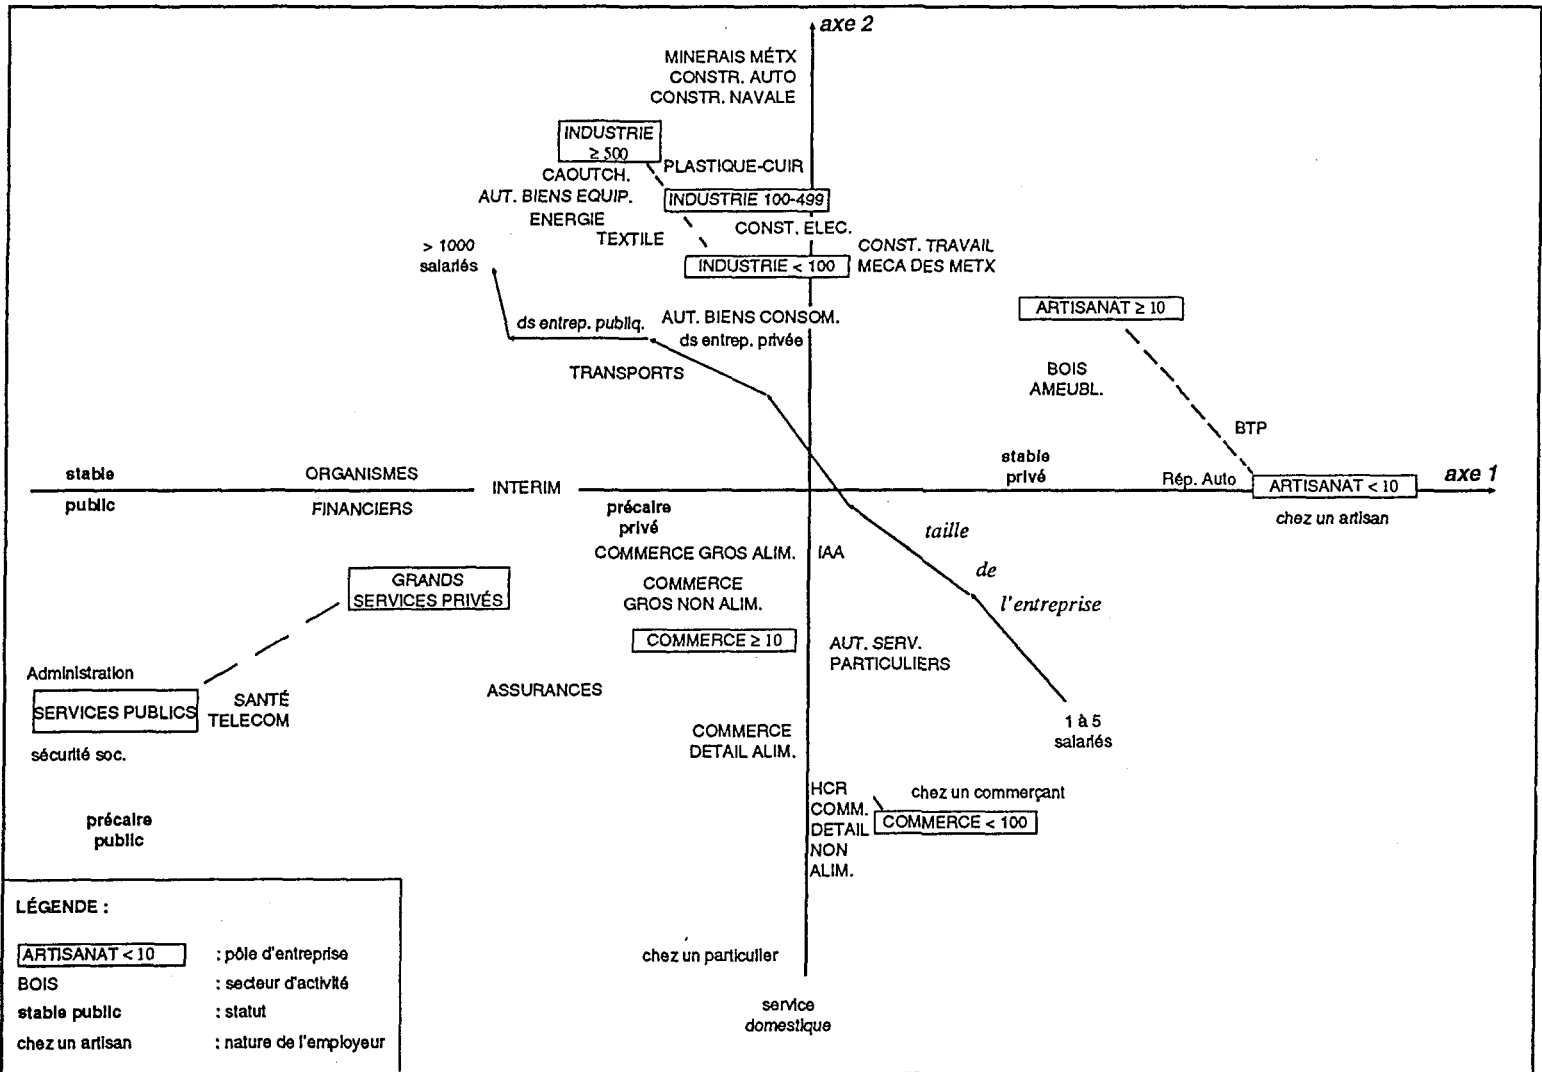 axe 2
MINERAIS MÉTX
CONSTR. AUTO
CONSTR. NAVALE
INDUSTRIE
≥ 500
PLASTIQUE-CUIR
CAOUTCH.
AUT. BIENS EQUIP.
INDUSTRIE 100-499
ENERGIE
CONST. ELEC.
TEXTILE
> 1000
salariés
CONST. TRAVAIL
MECA DES METX
INDUSTRIE < 100
ARTISANAT ≥ 10
ds entrep. publiq.
AUT. BIENS CONSOM.
ds entrep. privée
TRANSPORTS
BOIS
AMEUBL.
BTP
stable
public
ORGANISMES
FINANCIERS
INTERIM
précaire
privé
stable
privé
Rép. Auto
ARTISANAT < 10
axe 1
chez un artisan
taille
de
l'entreprise
COMMERCE GROS ALIM.
IAA
GRANDS
SERVICES PRIVÉS
COMMERCE
GROS NON ALIM.
COMMERCE ≥ 10
AUT. SERV.
PARTICULIERS
Administration
SERVICES PUBLICS
SANTÉ
TELECOM
ASSURANCES
sécurité soc.
COMMERCE
DETAIL ALIM.
1 à 5
salariés
HCR
COMM.
DETAIL
NON
ALIM.
chez un commerçant
COMMERCE < 100
précaire
public
LÉGENDE :
ARTISANAT < 10 : pôle d'entreprise
BOIS : secteur d'activité
stable public : statut
chez un artisan : nature de l'employeur
chez un particulier
service
domestique